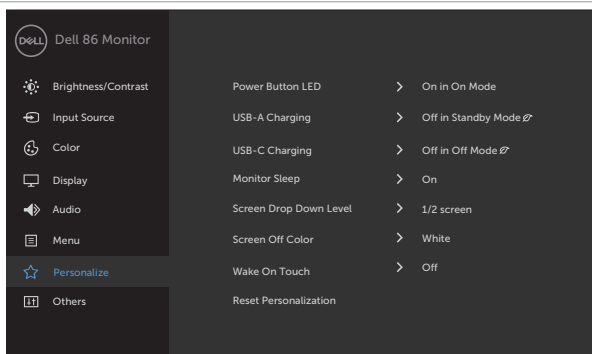 DELL Dell 86 Monitor
Brightness/Contrast
Input Source
Color
Display
Audio
Menu
Personalize
Others
Power Button LED > On in On Mode
USB-A Charging > Off in Standby Mode
USB-C Charging > Off in Off Mode
Monitor Sleep > On
Screen Drop Down Level > 1/2 screen
Screen Off Color > White
Wake On Touch > Off
Reset Personalization